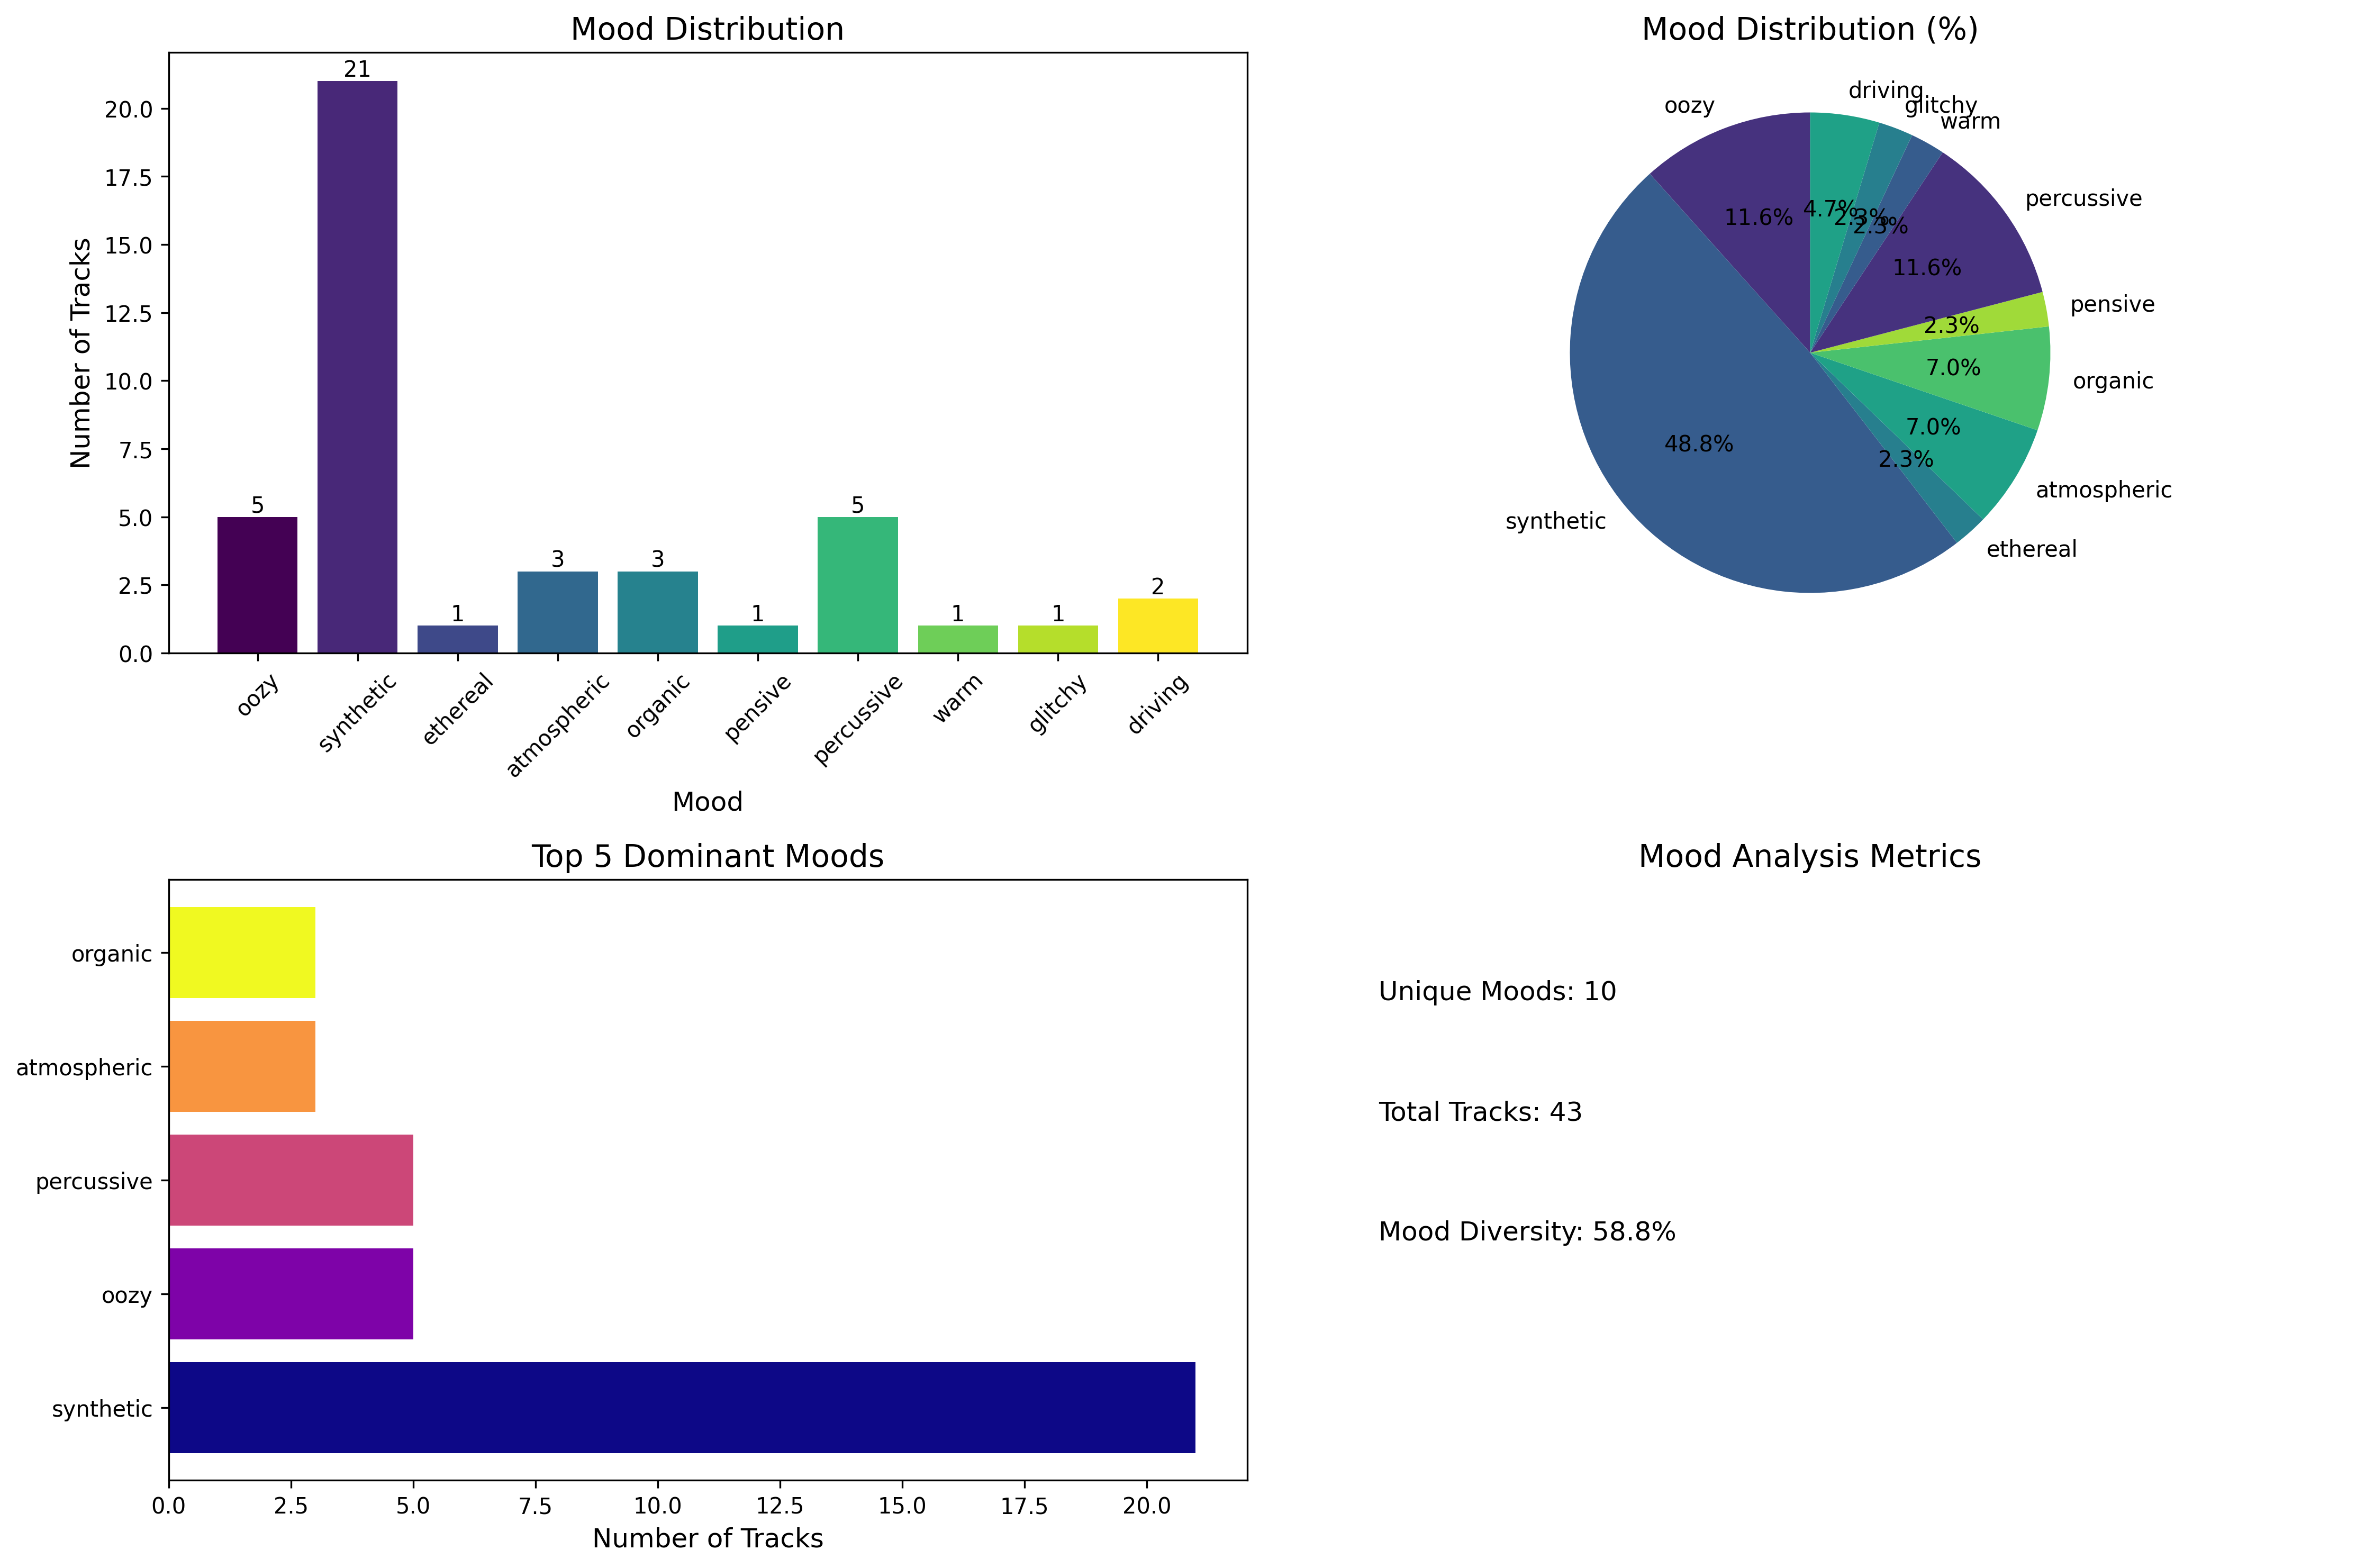 Mood Distribution
21
20.0
17.5
15.0
12.5
10.0
7.5
5.0
2.5
0.0
Number of Tracks
5
1
3
3
1
5
1
1
2
oozy
synthetic
ethereal
atmospheric
organic
pensive
percussive
warm
glitchy
driving
Mood
Mood Distribution (%)
driving
glitchy
warm
oozy
percussive
pensive
organic
atmospheric
ethereal
synthetic
11.6%
4.7%
2.3%
2.3%
11.6%
2.3%
7.0%
7.0%
2.3%
48.8%
Top 5 Dominant Moods
organic
atmospheric
percussive
oozy
synthetic
0.0
2.5
5.0
7.5
10.0
12.5
15.0
17.5
20.0
Number of Tracks
Mood Analysis Metrics
Unique Moods: 10
Total Tracks: 43
Mood Diversity: 58.8%